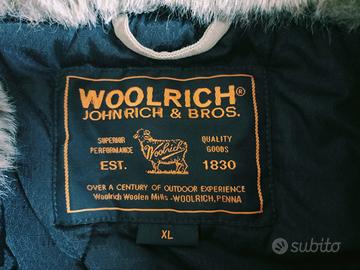 WOOLRICH®
JOHN RICH & BROS.
SUPERIOR PERFORMANCE
QUALITY GOODS
Woolrich
EST. 1830
OVER A CENTURY OF OUTDOOR EXPERIENCE
Woolrich Woolen Mills - WOOLRICH, PENNA
XL
subito